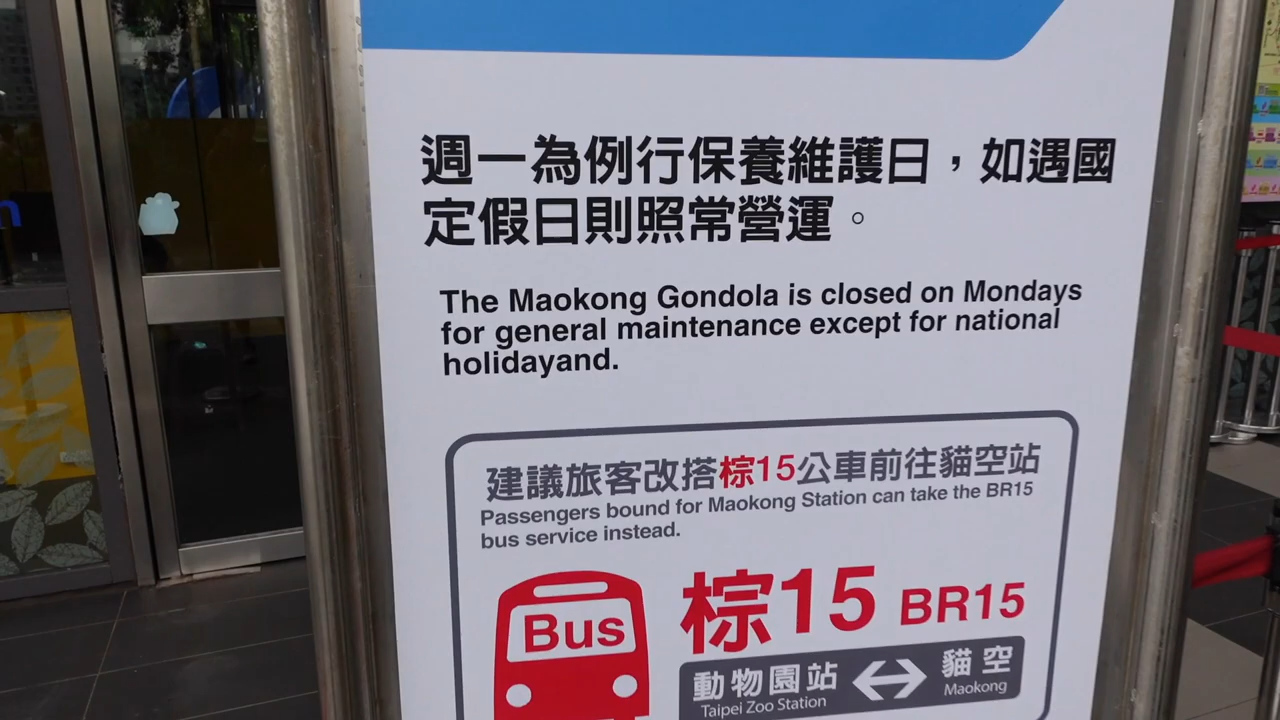 週一為例行保養維護日，如遇國
定假日則照常營運。
The Maokong Gondola is closed on Mondays
for general maintenance except for national
holidayand.
建議旅客改搭棕15公車前往貓空站
Passengers bound for Maokong Station can take the BR15
bus service instead.
Bus
棕15 BR15
動物園站 貓空
Taipei Zoo Station Maokong